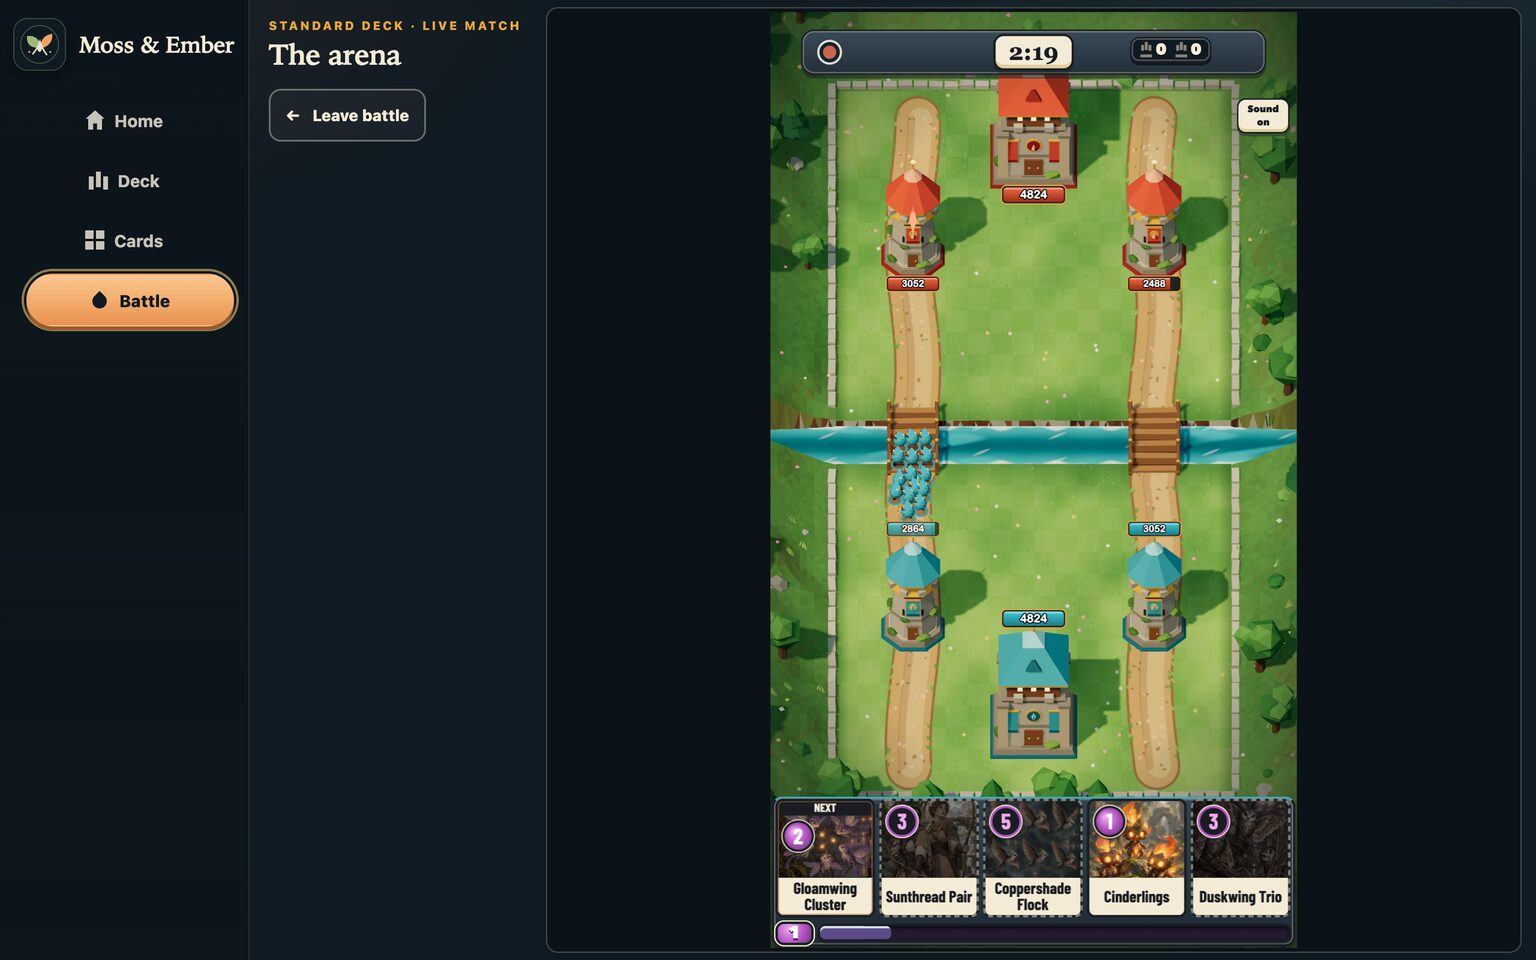 Moss & Ember
Home
Deck
Cards
Battle
STANDARD DECK · LIVE MATCH
The arena
← Leave battle
2:19
0 0
Sound
on
4824
3052
2488
2864
3052
4824
NEXT
2
Gloamwing
Cluster
3
Sunthread Pair
5
Coppershade
Flock
1
Cinderlings
3
Duskwing Trio
1